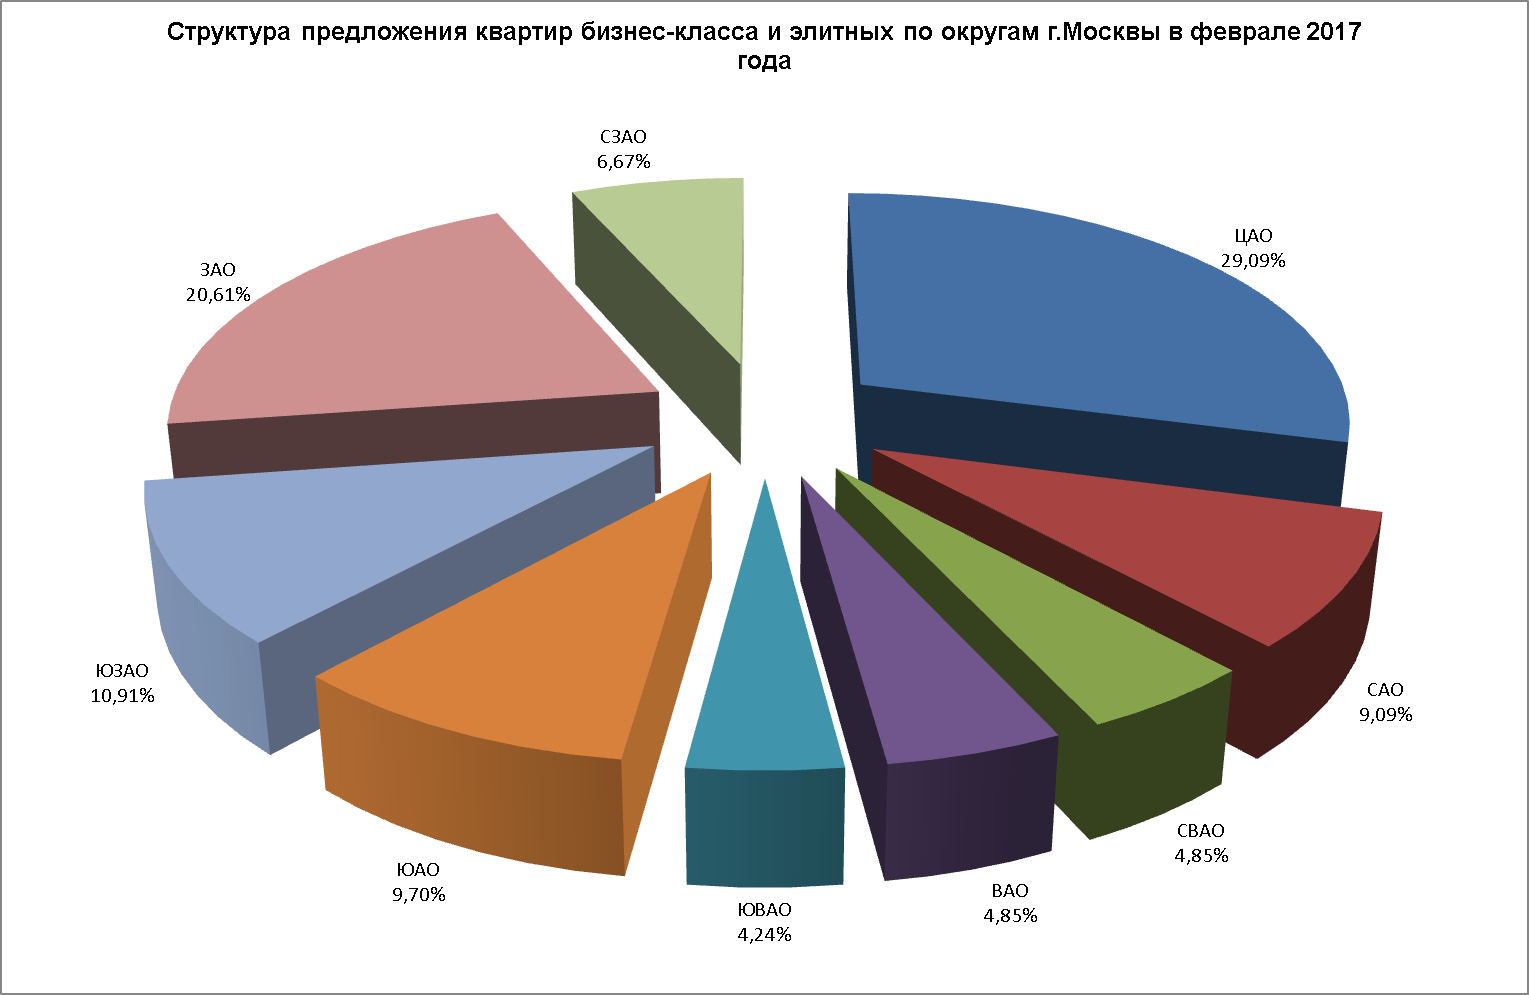 Структура предложения квартир бизнес-класса и элитных по округам г.Москвы в феврале 2017
года
СЗАО
6,67%
ЦАО
29,09%
ЗАО
20,61%
ЮЗАО
10,91%
САО
9,09%
СВАО
4,85%
ЮАО
9,70%
ВАО
4,85%
ЮВАО
4,24%